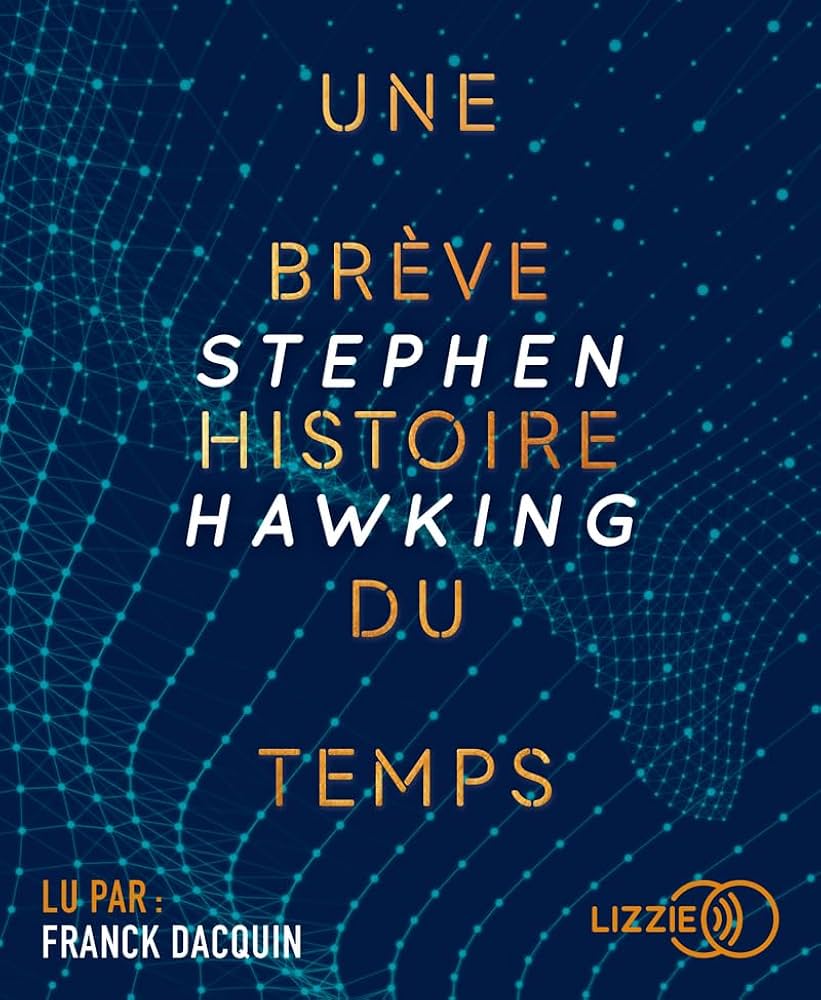 UNE
BRÈVE
STEPHEN
HISTOIRE
HAWKING
DU
TEMPS
LU PAR :
FRANCK DACQUIN
LIZZIE